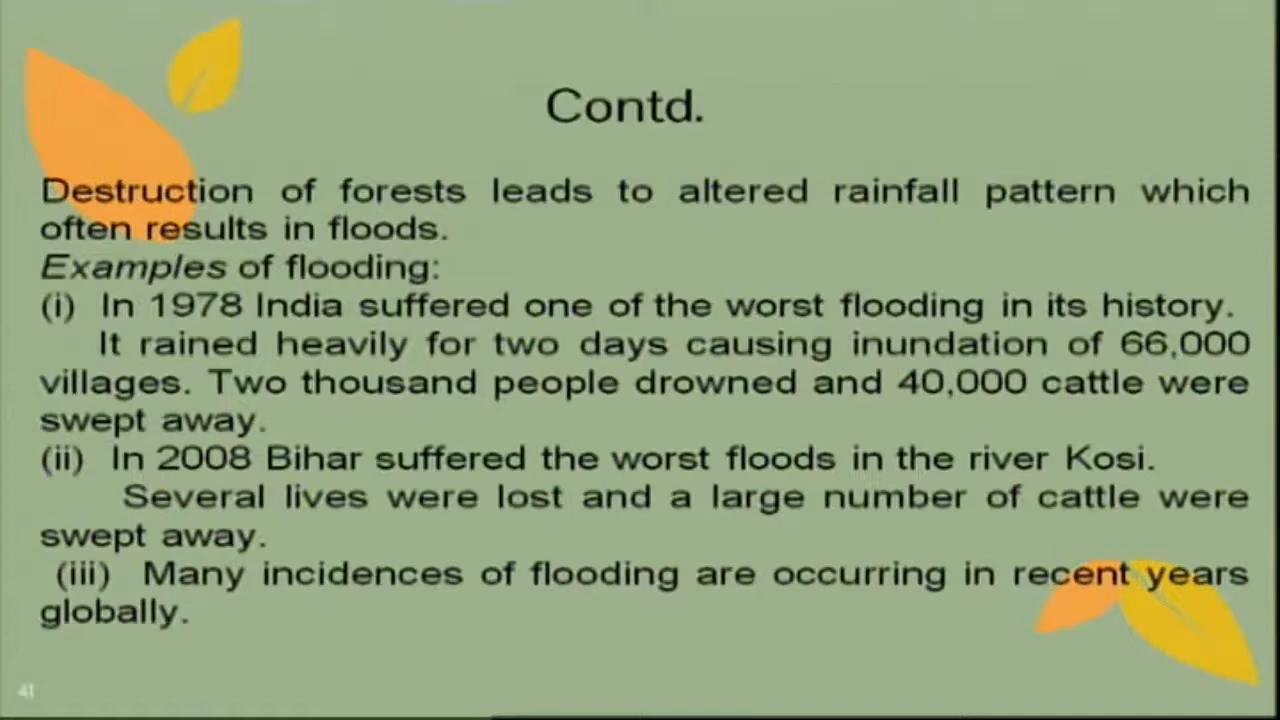 Contd.
Destruction of forests leads to altered rainfall pattern which
often results in floods.
Examples of flooding:
(i) In 1978 India suffered one of the worst flooding in its history.
It rained heavily for two days causing inundation of 66,000
villages. Two thousand people drowned and 40,000 cattle were
swept away.
(ii) In 2008 Bihar suffered the worst floods in the river Kosi.
Several lives were lost and a large number of cattle were
swept away.
(iii) Many incidences of flooding are occurring in recent years
globally.
41